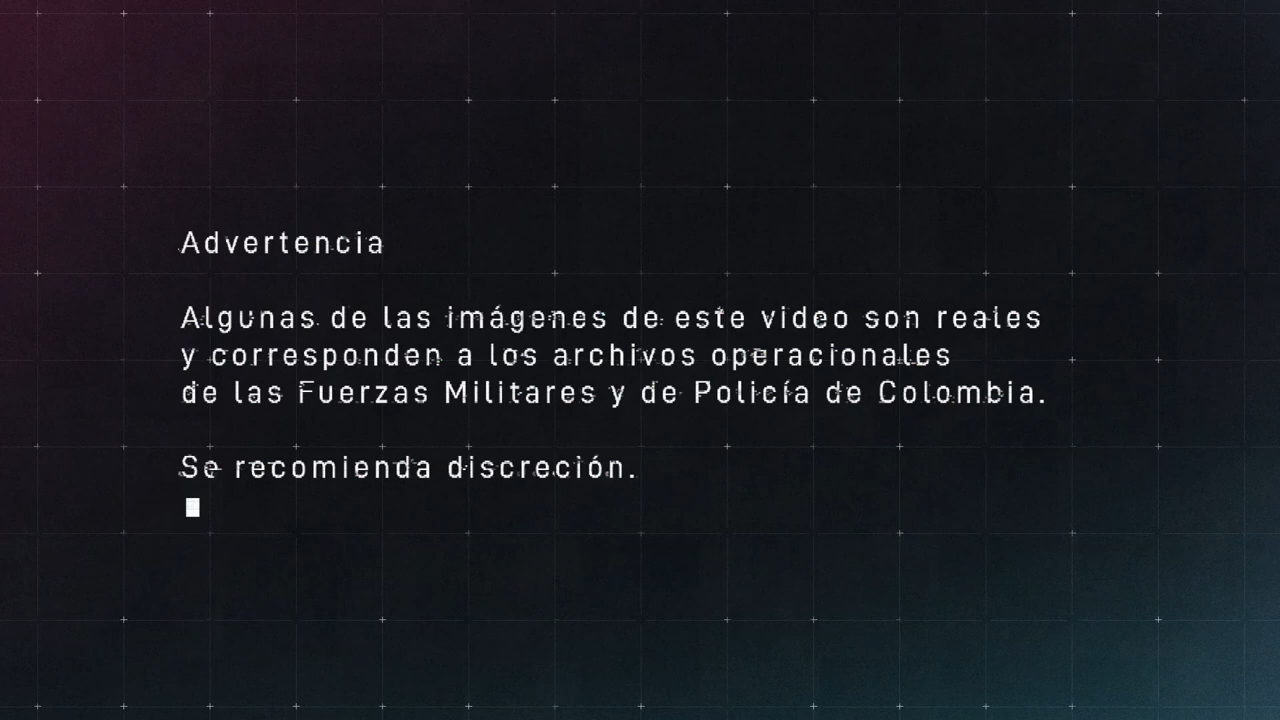 Advertencia
Algunas de las imágenes de este video son reales
y corresponden a los archivos operacionales
de las Fuerzas Militares y de Policía de Colombia.
Se recomienda discreción.